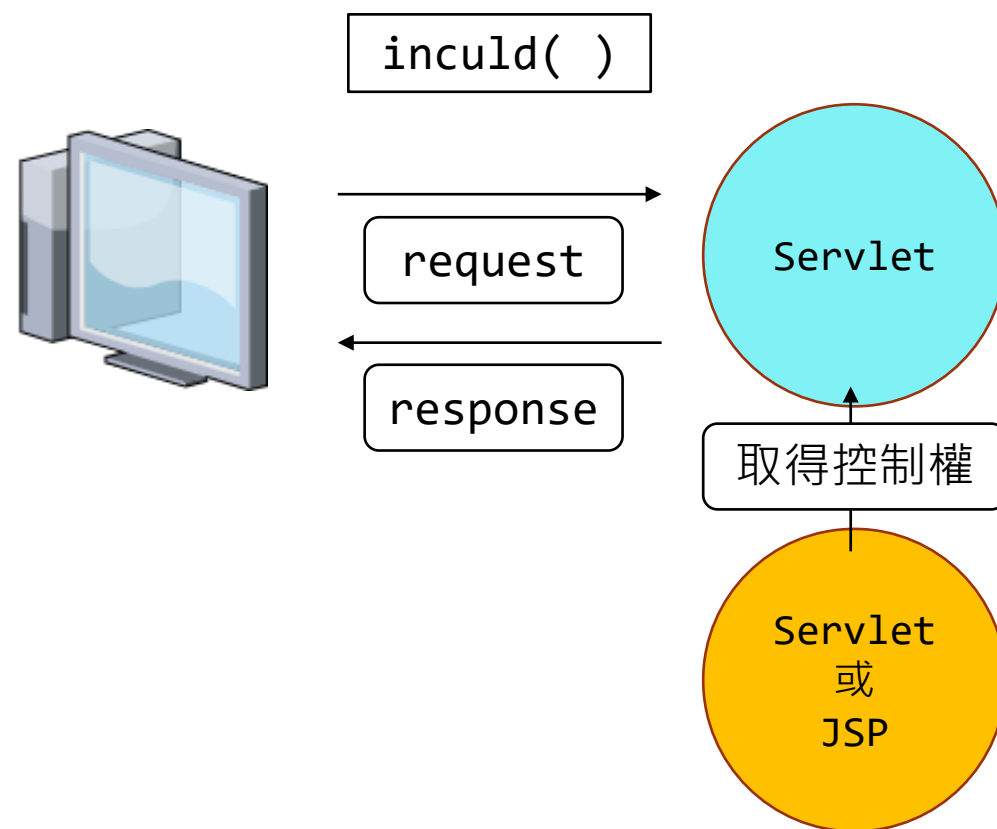 inculd( )
request
Servlet
response
取得控制權
Servlet
或
JSP